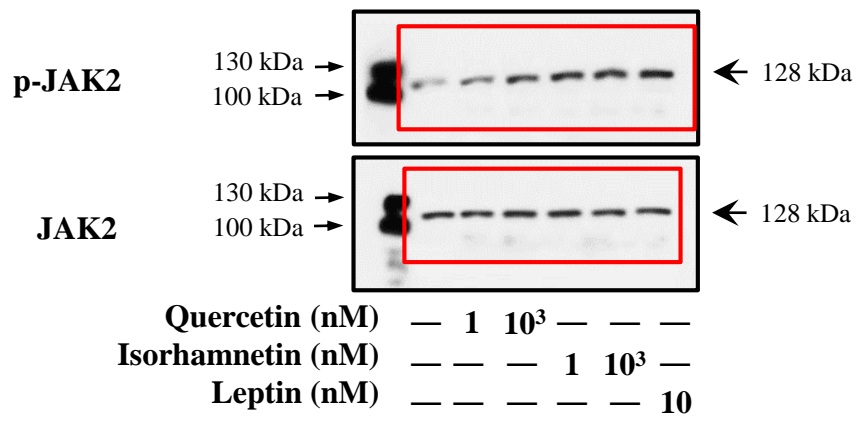 p-JAK2
130 kDa
100 kDa
128 kDa
JAK2
130 kDa
100 kDa
128 kDa
Quercetin (nM) — 1 10³ — — —
Isorhamnetin (nM) — — — 1 10³ —
Leptin (nM) — — — — — 10